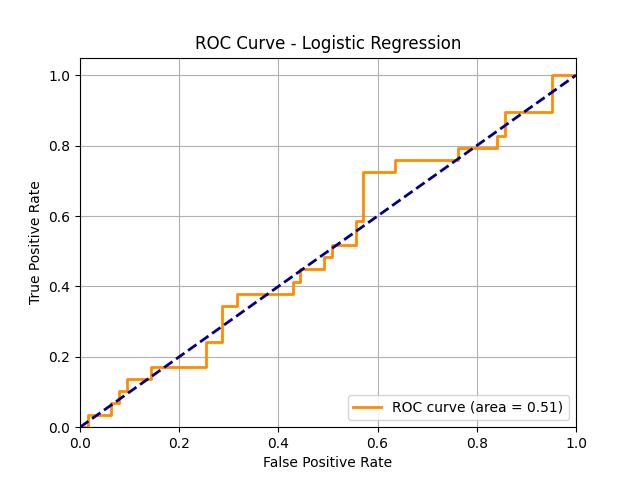 ROC Curve - Logistic Regression
True Positive Rate
1.0
0.8
0.6
0.4
0.2
0.0
ROC curve (area = 0.51)
0.0 0.2 0.4 0.6 0.8 1.0
False Positive Rate